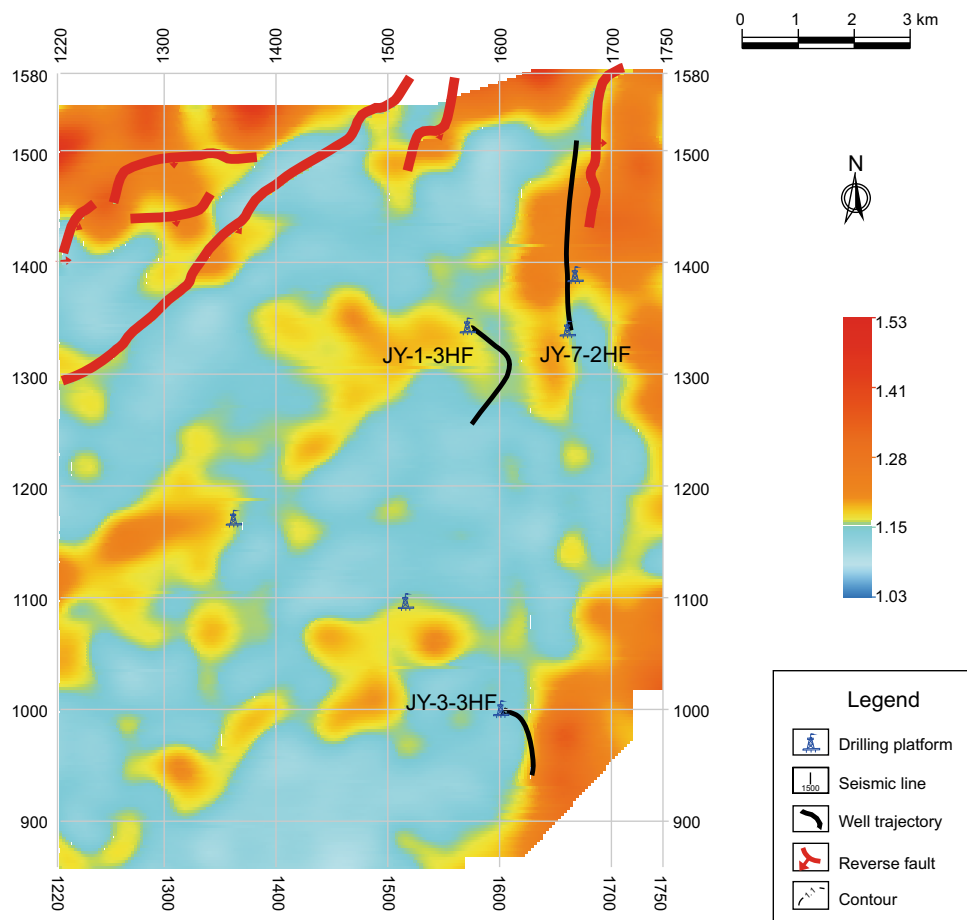 0 1 2 3 km
1220 1300 1400 1500 1600 1700 1750
1580 1580
1500 1500
N
1400 1400
1.53
JY-1-3HF JY-7-2HF
1300 1300
1.41
1.28
1200 1200
1.15
1100 1100
1.03
JY-3-3HF
1000 1000
Legend
Drilling platform
1500 Seismic line
900 900
Well trajectory
Reverse fault
1.1 Contour
1220 1300 1400 1500 1600 1700 1750